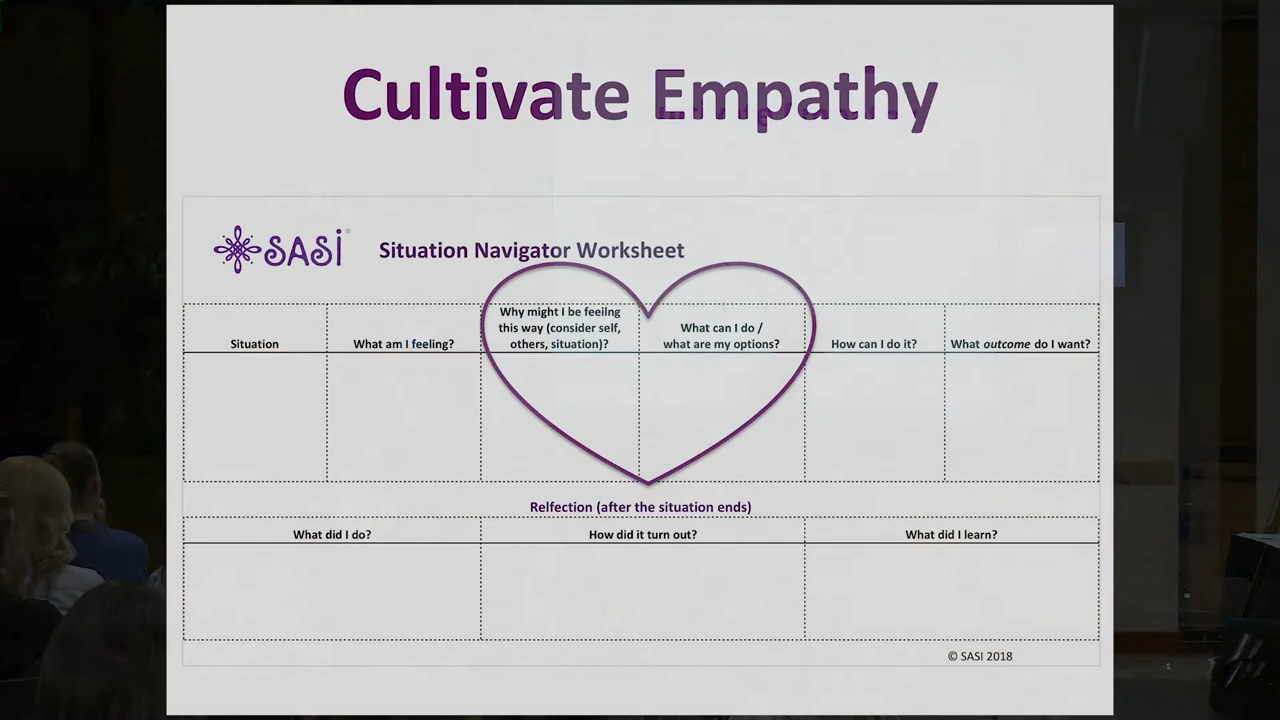 Cultivate Empathy
SASI®
Situation Navigator Worksheet
Situation
What am I feeling?
Why might I be feeilng
this way (consider self,
others, situation)?
What can I do /
what are my options?
How can I do it?
What outcome do I want?
Relfection (after the situation ends)
What did I do?
How did it turn out?
What did I learn?
© SASI 2018